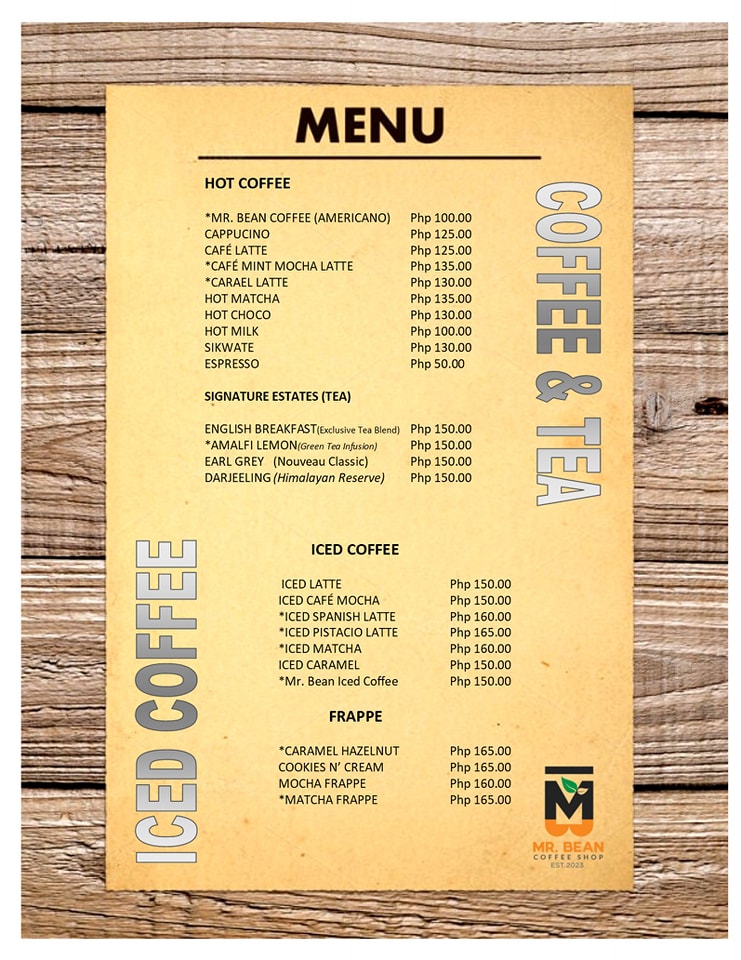 MENU
HOT COFFEE
*MR. BEAN COFFEE (AMERICANO) Php 100.00
CAPPUCINO Php 125.00
CAFÉ LATTE Php 125.00
*CAFÉ MINT MOCHA LATTE Php 135.00
*CARAEL LATTE Php 130.00
HOT MATCHA Php 135.00
HOT CHOCO Php 130.00
HOT MILK Php 100.00
SIKWATE Php 130.00
ESPRESSO Php 50.00
COFFEE & TEA
SIGNATURE ESTATES (TEA)
ENGLISH BREAKFAST(Exclusive Tea Blend) Php 150.00
*AMALFI LEMON(Green Tea Infusion) Php 150.00
EARL GREY (Nouveau Classic) Php 150.00
DARJEELING (Himalayan Reserve) Php 150.00
ICED COFFEE
ICED COFFEE
ICED LATTE Php 150.00
ICED CAFÉ MOCHA Php 150.00
*ICED SPANISH LATTE Php 160.00
*ICED PISTACIO LATTE Php 165.00
*ICED MATCHA Php 160.00
ICED CARAMEL Php 150.00
*Mr. Bean Iced Coffee Php 150.00
FRAPPE
*CARAMEL HAZELNUT Php 165.00
COOKIES N’ CREAM Php 165.00
MOCHA FRAPPE Php 160.00
*MATCHA FRAPPE Php 165.00
MR. BEAN
COFFEE SHOP
EST.2023